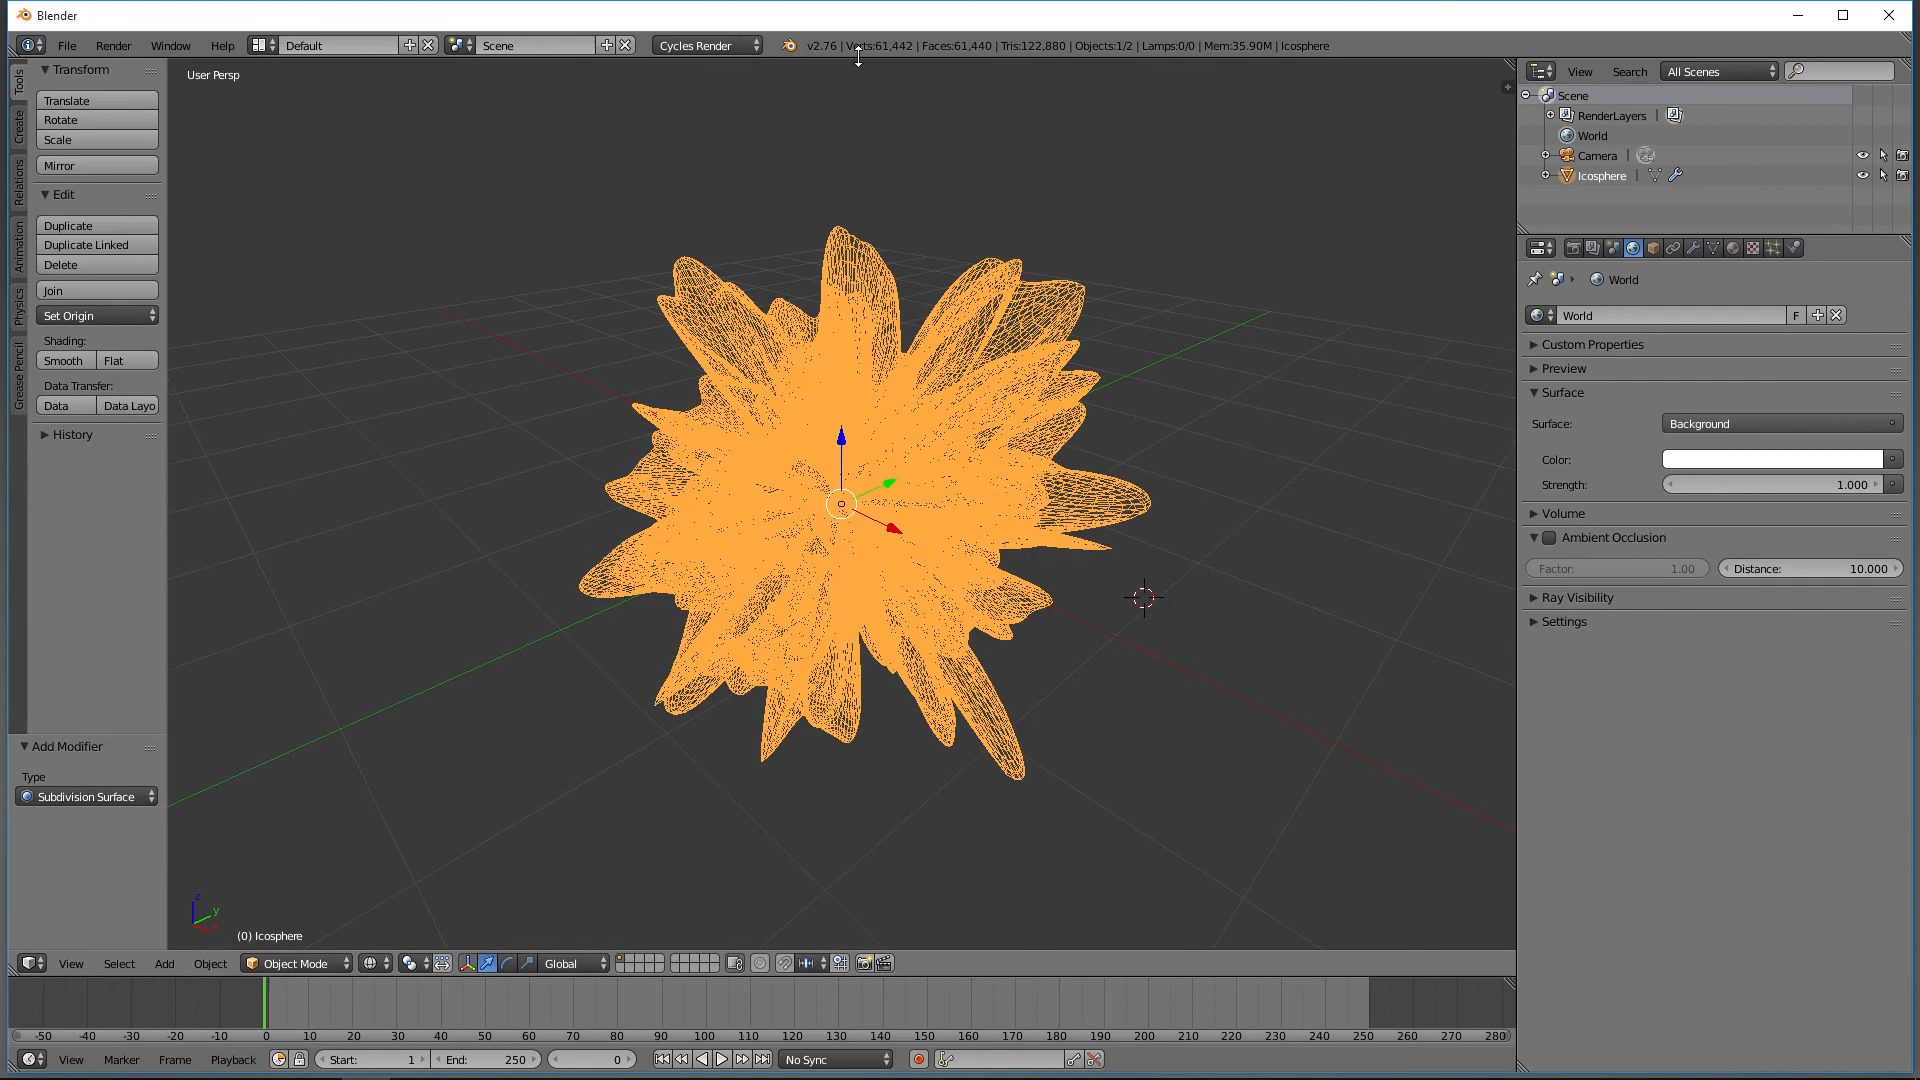 Blender
File Render Window Help Default Scene Cycles Render v2.76 | Verts:61,442 | Faces:61,440 | Tris:122,880 | Objects:1/2 | Lamps:0/0 | Mem:35.90M | Icosphere
Tools
Create
Relations
Animation
Physics
Grease Pencil
Transform
Translate
Rotate
Scale
Mirror
Edit
Duplicate
Duplicate Linked
Delete
Join
Set Origin
Shading:
Smooth Flat
Data Transfer:
Data Data Layo
History
Add Modifier
Type
Subdivision Surface
User Persp
z
y
x
(0) Icosphere
View Select Add Object Object Mode Global
-50 -40 -30 -20 -10 0 10 20 30 40 50 60 70 80 90 100 110 120 130 140 150 160 170 180 190 200 210 220 230 240 250 260 270 280
View Marker Frame Playback Start: 1 End: 250 0 No Sync
View Search All Scenes
Scene
RenderLayers |
World
Camera |
Icosphere |
World
World F
Custom Properties
Preview
Surface
Surface: Background
Color:
Strength: 1.000
Volume
Ambient Occlusion
Factor: 1.00 Distance: 10.000
Ray Visibility
Settings